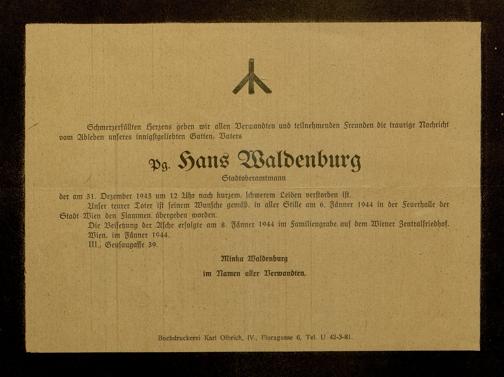 Schmerzerfüllten Herzens geben wir allen Verwandten und teilnehmenden Freunden die traurige Nachricht
vom Ableben unseres innigstgeliebten Gatten, Vaters
Pg. Hans Waldenburg
Stadtoberamtmann
der am 31. Dezember 1943 um 12 Uhr nach kurzem, schwerem Leiden verstorben ist.
Unser teurer Toter ist seinem Wunsche gemäß, in aller Stille am 6. Jänner 1944 in der Feuerhalle der
Stadt Wien den Flammen übergeben worden.
Die Beisetzung der Asche erfolgte am 8. Jänner 1944 im Familiengrabe auf dem Wiener Zentralfriedhof.
Wien, im Jänner 1944.
III., Geusaugasse 39.
Minka Waldenburg
im Namen aller Verwandten.
Buchdruckerei Karl Olbrich, IV., Floragasse 6, Tel. U 42-3-81.